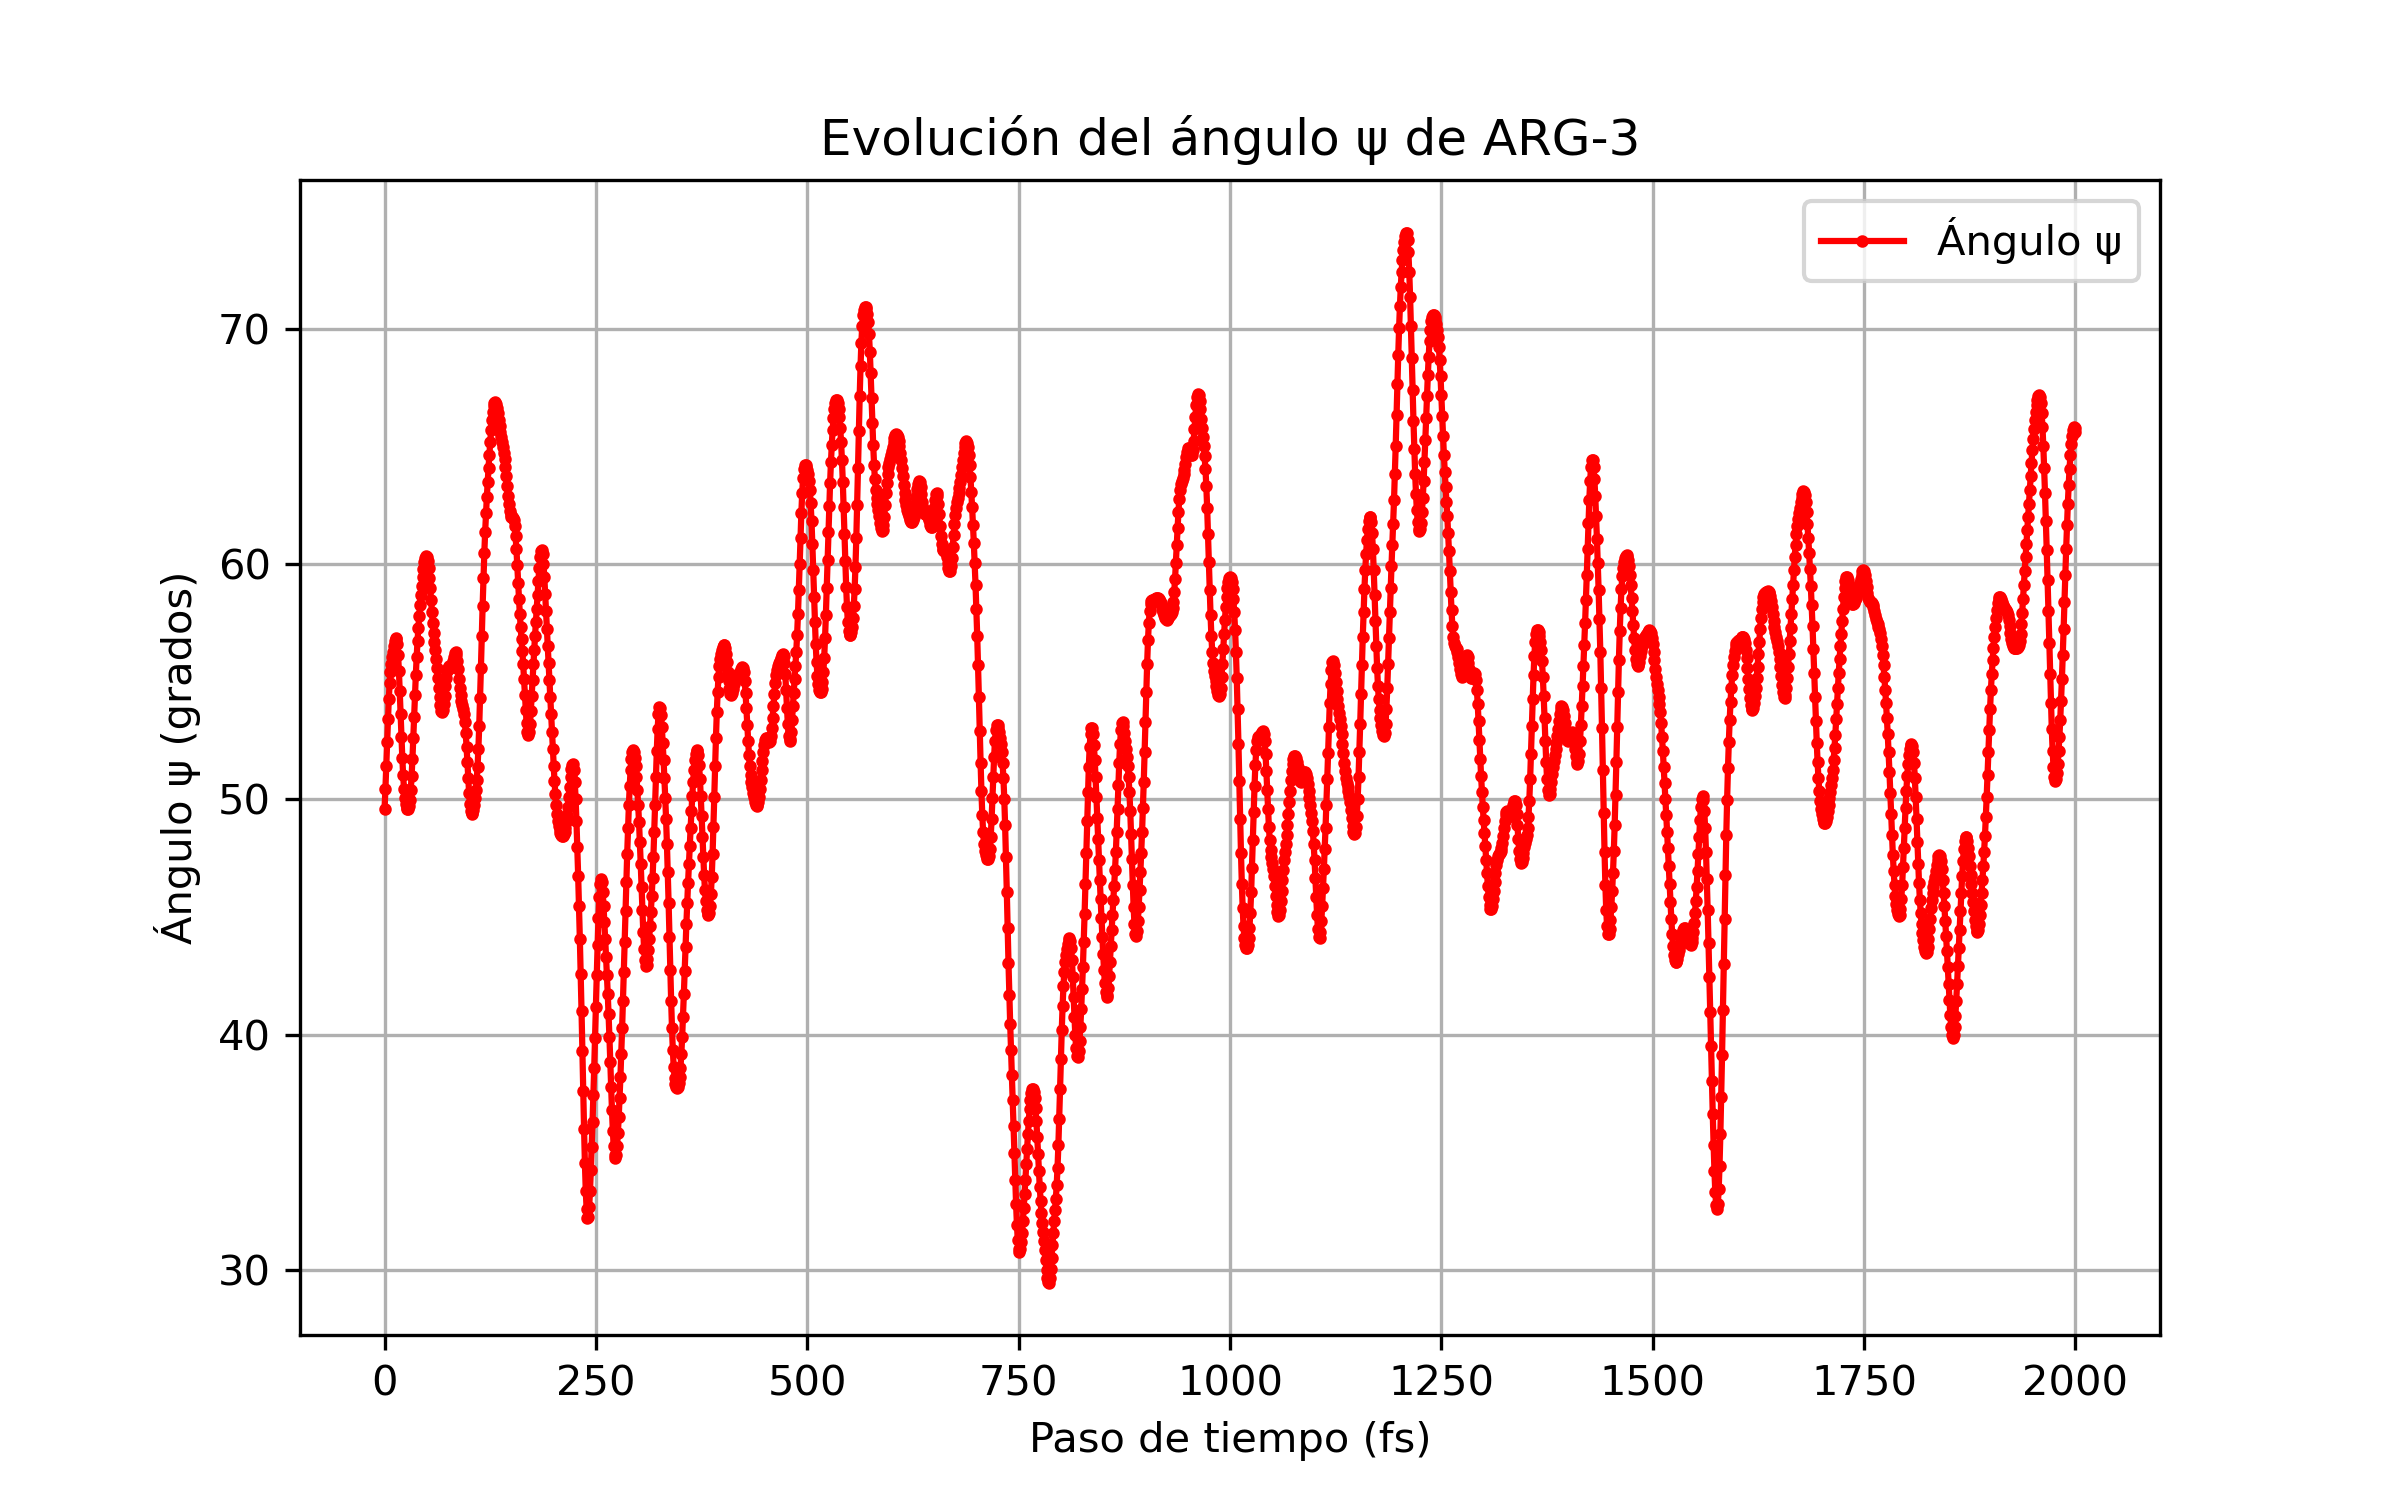 Evolución del ángulo ψ de ARG-3
Ángulo ψ
Ángulo ψ (grados)
70
60
50
40
30
0 250 500 750 1000 1250 1500 1750 2000
Paso de tiempo (fs)